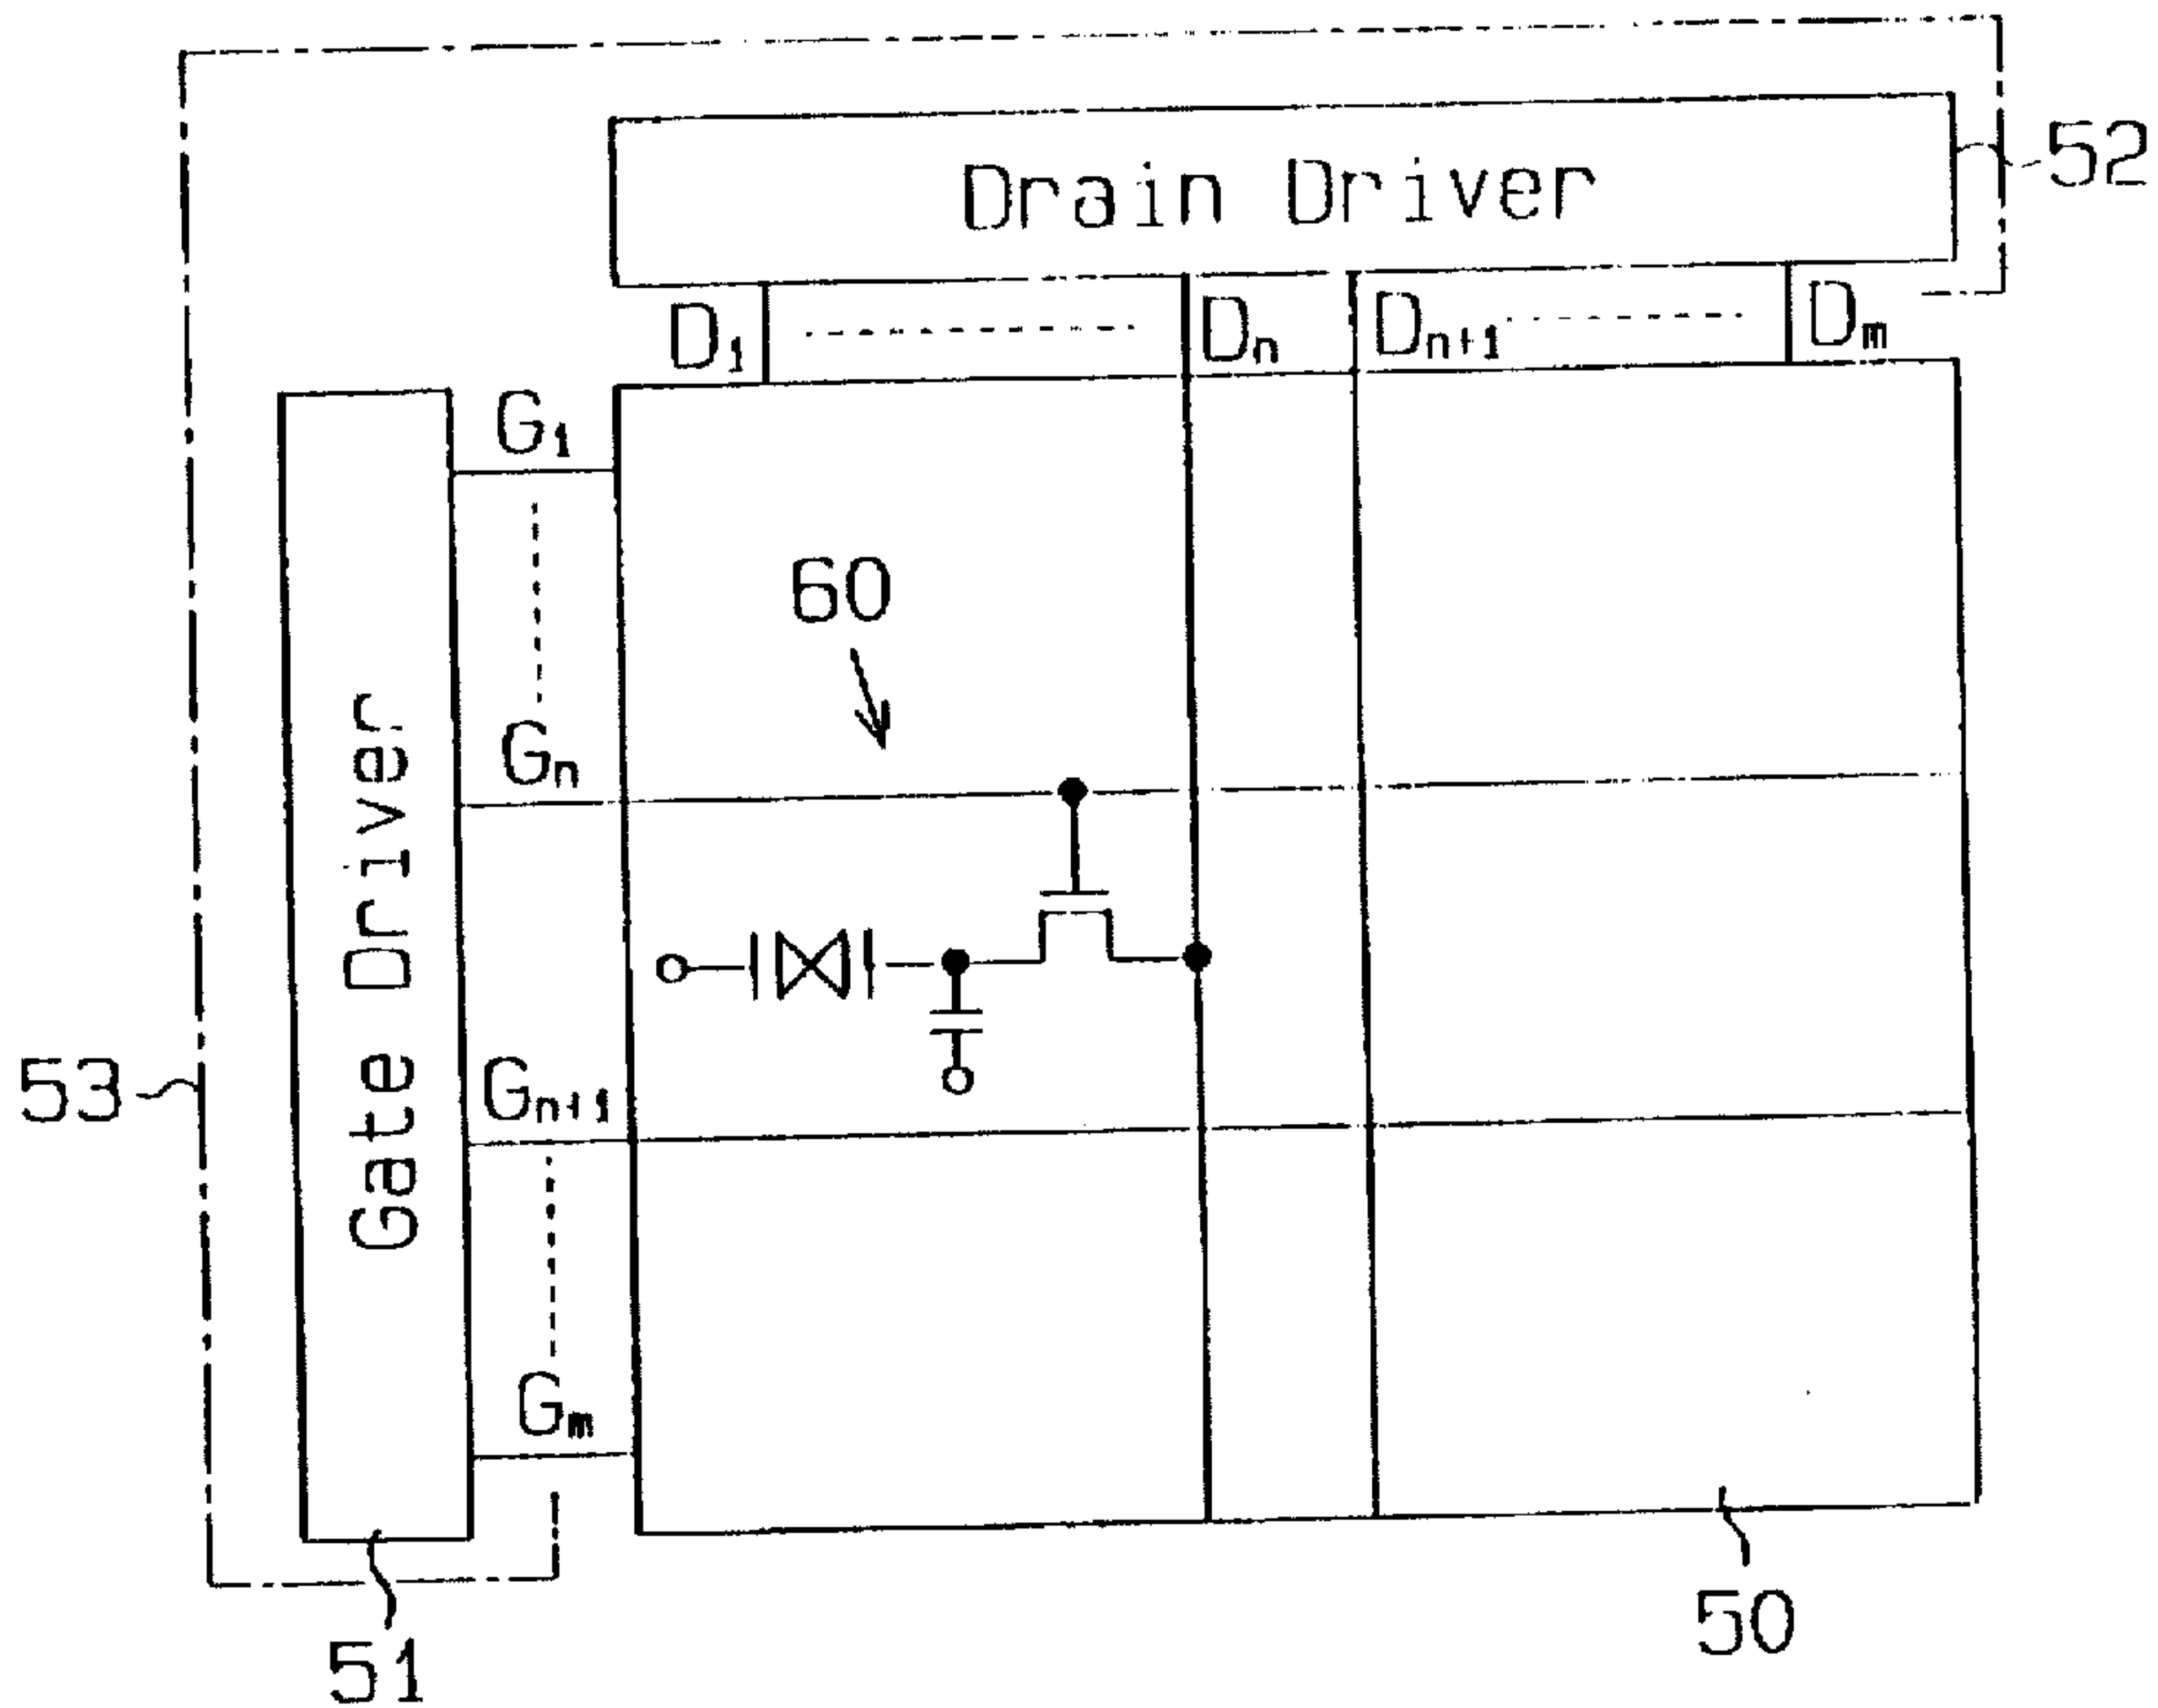 Drain Driver
52
D₁
Dₙ
Dₙ₊₁
Dₘ
G₁
60
Gₙ
Gate Driver
53
Gₙ₊₁
Gₘ
50
51